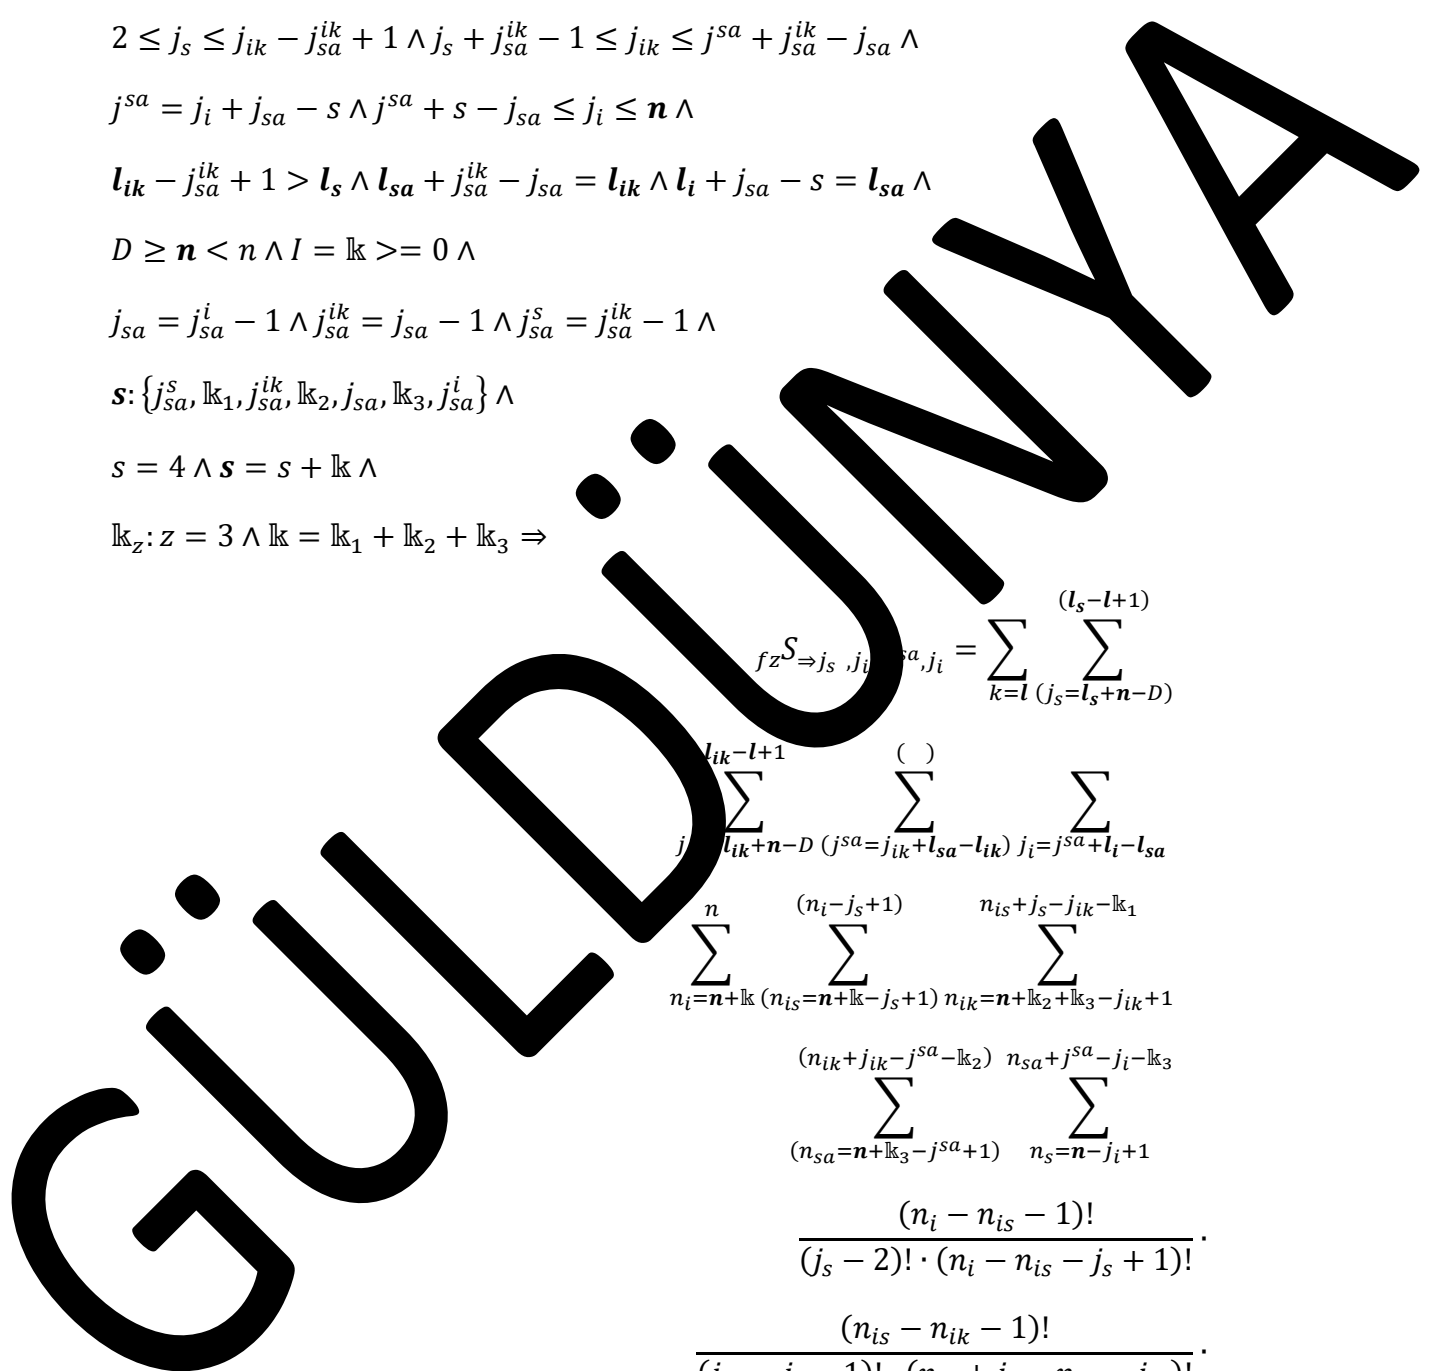 2 ≤ j_s ≤ j_{ik} − j_{sa}^{ik} + 1 ∧ j_s + j_{sa}^{ik} − 1 ≤ j_{ik} ≤ j^{sa} + j_{sa}^{ik} − j_{sa} ∧
j^{sa} = j_i + j_{sa} − s ∧ j^{sa} + s − j_{sa} ≤ j_i ≤ n ∧
l_{ik} − j_{sa}^{ik} + 1 > l_s ∧ l_{sa} + j_{sa}^{ik} − j_{sa} = l_{ik} ∧ l_i + j_{sa} − s = l_{sa} ∧
D ≥ n < n ∧ I = 𝕜 >= 0 ∧
j_{sa} = j_{sa}^{i} − 1 ∧ j_{sa}^{ik} = j_{sa} − 1 ∧ j_{sa}^{s} = j_{sa}^{ik} − 1 ∧
s: {j_{sa}^{s}, 𝕜_1, j_{sa}^{ik}, 𝕜_2, j_{sa}, 𝕜_3, j_{sa}^{i}} ∧
s = 4 ∧ s = s + 𝕜 ∧
𝕜_z: z = 3 ∧ 𝕜 = 𝕜_1 + 𝕜_2 + 𝕜_3 ⇒
(l_s−l+1)
_{fz}S_{⇒j_s ,j_i sa,j_i} = ∑ ∑
k=l (j_s=l_s+n−D)
l_{ik}−l+1 ( )
∑ ∑ ∑
l_{ik}+n−D (j^{sa}=j_{ik}+l_{sa}−l_{ik}) j_i=j^{sa}+l_i−l_{sa}
n (n_i−j_s+1) n_{is}+j_s−j_{ik}−𝕜_1
∑ ∑ ∑
n_i=n+𝕜 (n_{is}=n+𝕜−j_s+1) n_{ik}=n+𝕜_2+𝕜_3−j_{ik}+1
(n_{ik}+j_{ik}−j^{sa}−𝕜_2) n_{sa}+j^{sa}−j_i−𝕜_3
∑ ∑
(n_{sa}=n+𝕜_3−j^{sa}+1) n_s=n−j_i+1
(n_i − n_{is} − 1)!
(j_s − 2)! · (n_i − n_{is} − j_s + 1)! ·
(n_{is} − n_{ik} − 1)!
·
GÜLDÜNYA